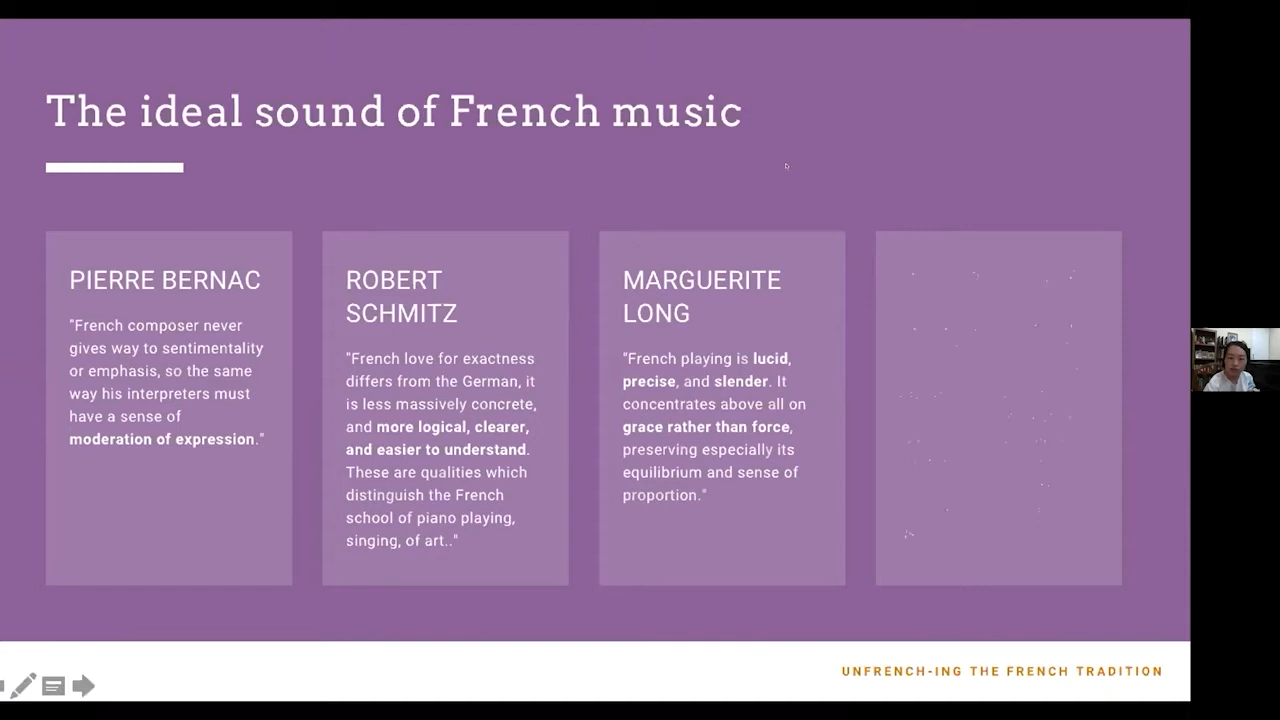 The ideal sound of French music
PIERRE BERNAC
"French composer never
gives way to sentimentality
or emphasis, so the same
way his interpreters must
have a sense of
moderation of expression."
ROBERT
SCHMITZ
"French love for exactness
differs from the German, it
is less massively concrete,
and more logical, clearer,
and easier to understand.
These are qualities which
distinguish the French
school of piano playing,
singing, of art.."
MARGUERITE
LONG
"French playing is lucid,
precise, and slender. It
concentrates above all on
grace rather than force,
preserving especially its
equilibrium and sense of
proportion."
UNFRENCH-ING THE FRENCH TRADITION